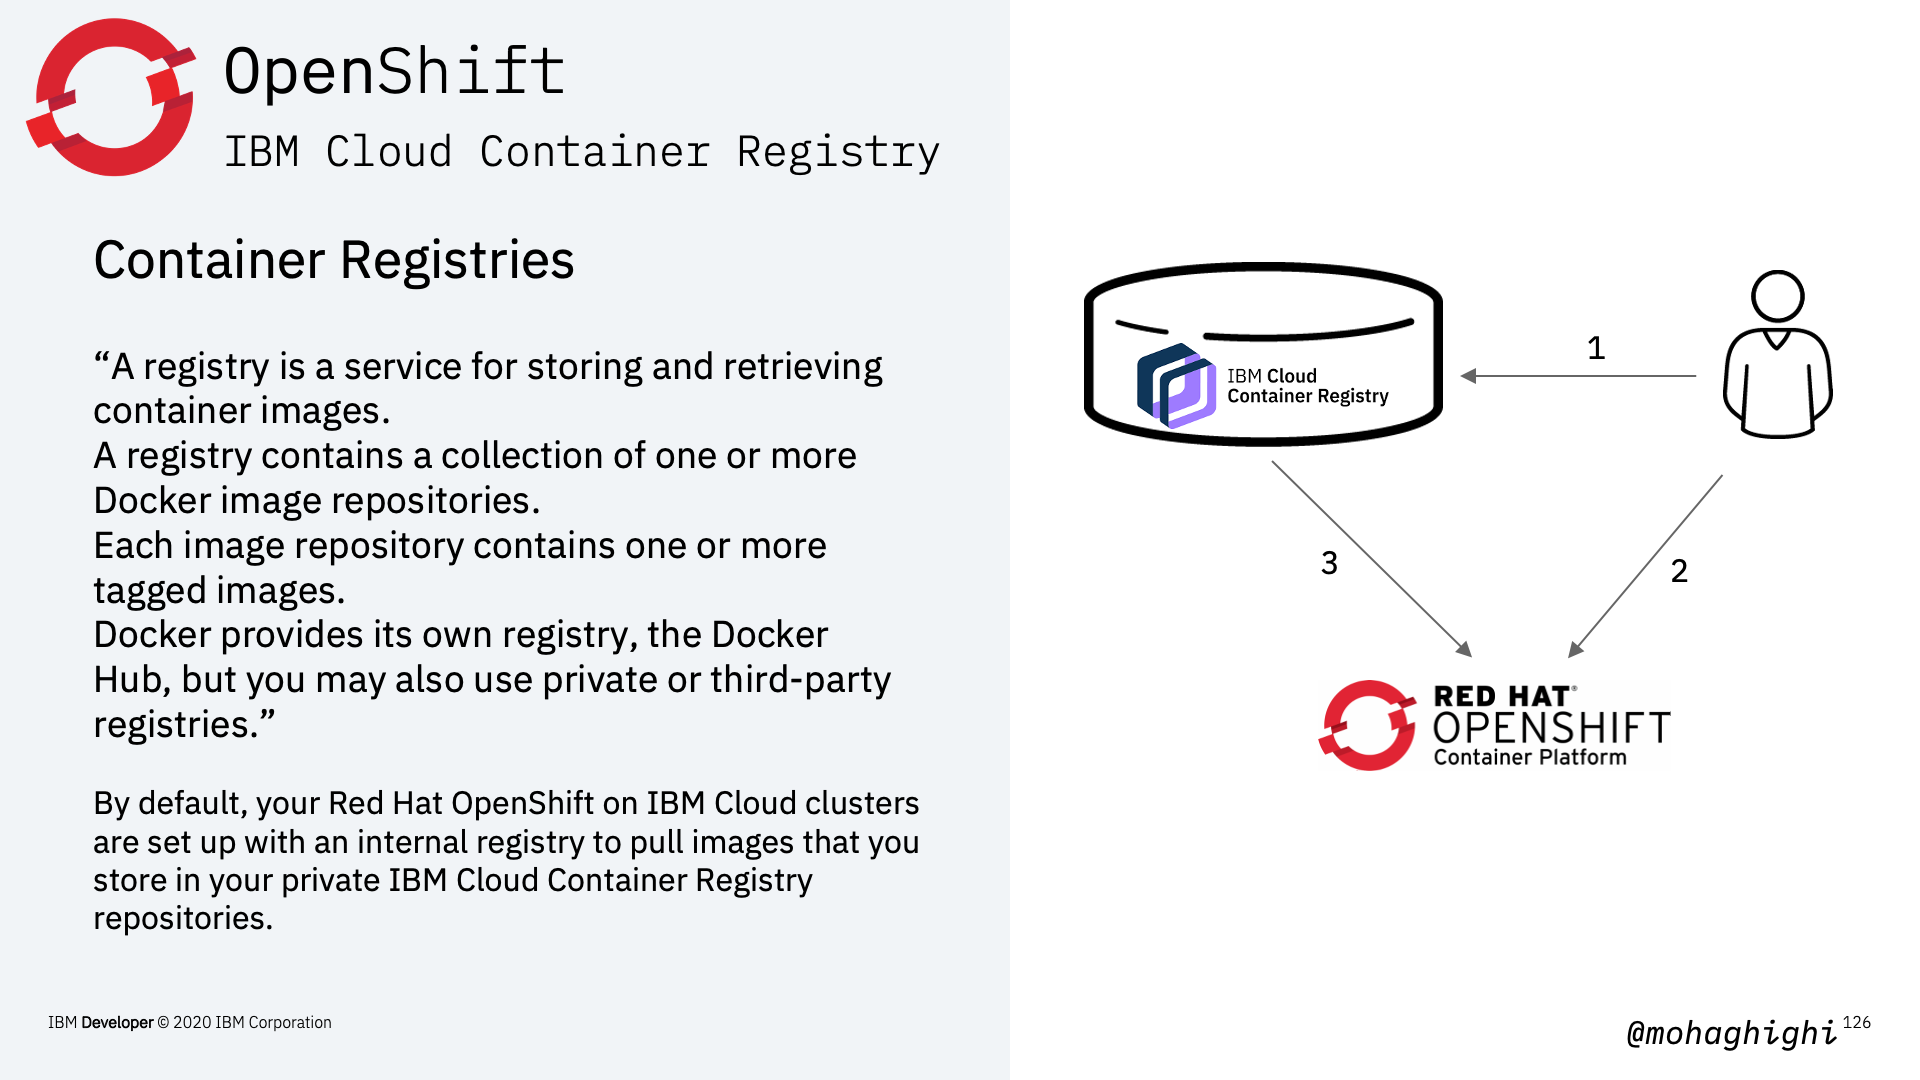 OpenShift
IBM Cloud Container Registry
Container Registries
“A registry is a service for storing and retrieving
container images.
A registry contains a collection of one or more
Docker image repositories.
Each image repository contains one or more
tagged images.
Docker provides its own registry, the Docker
Hub, but you may also use private or third-party
registries.”
By default, your Red Hat OpenShift on IBM Cloud clusters
are set up with an internal registry to pull images that you
store in your private IBM Cloud Container Registry
repositories.
IBM Cloud
Container Registry
1
3
2
RED HAT®
OPENSHIFT
Container Platform
IBM Developer © 2020 IBM Corporation
@mohaghighi
126